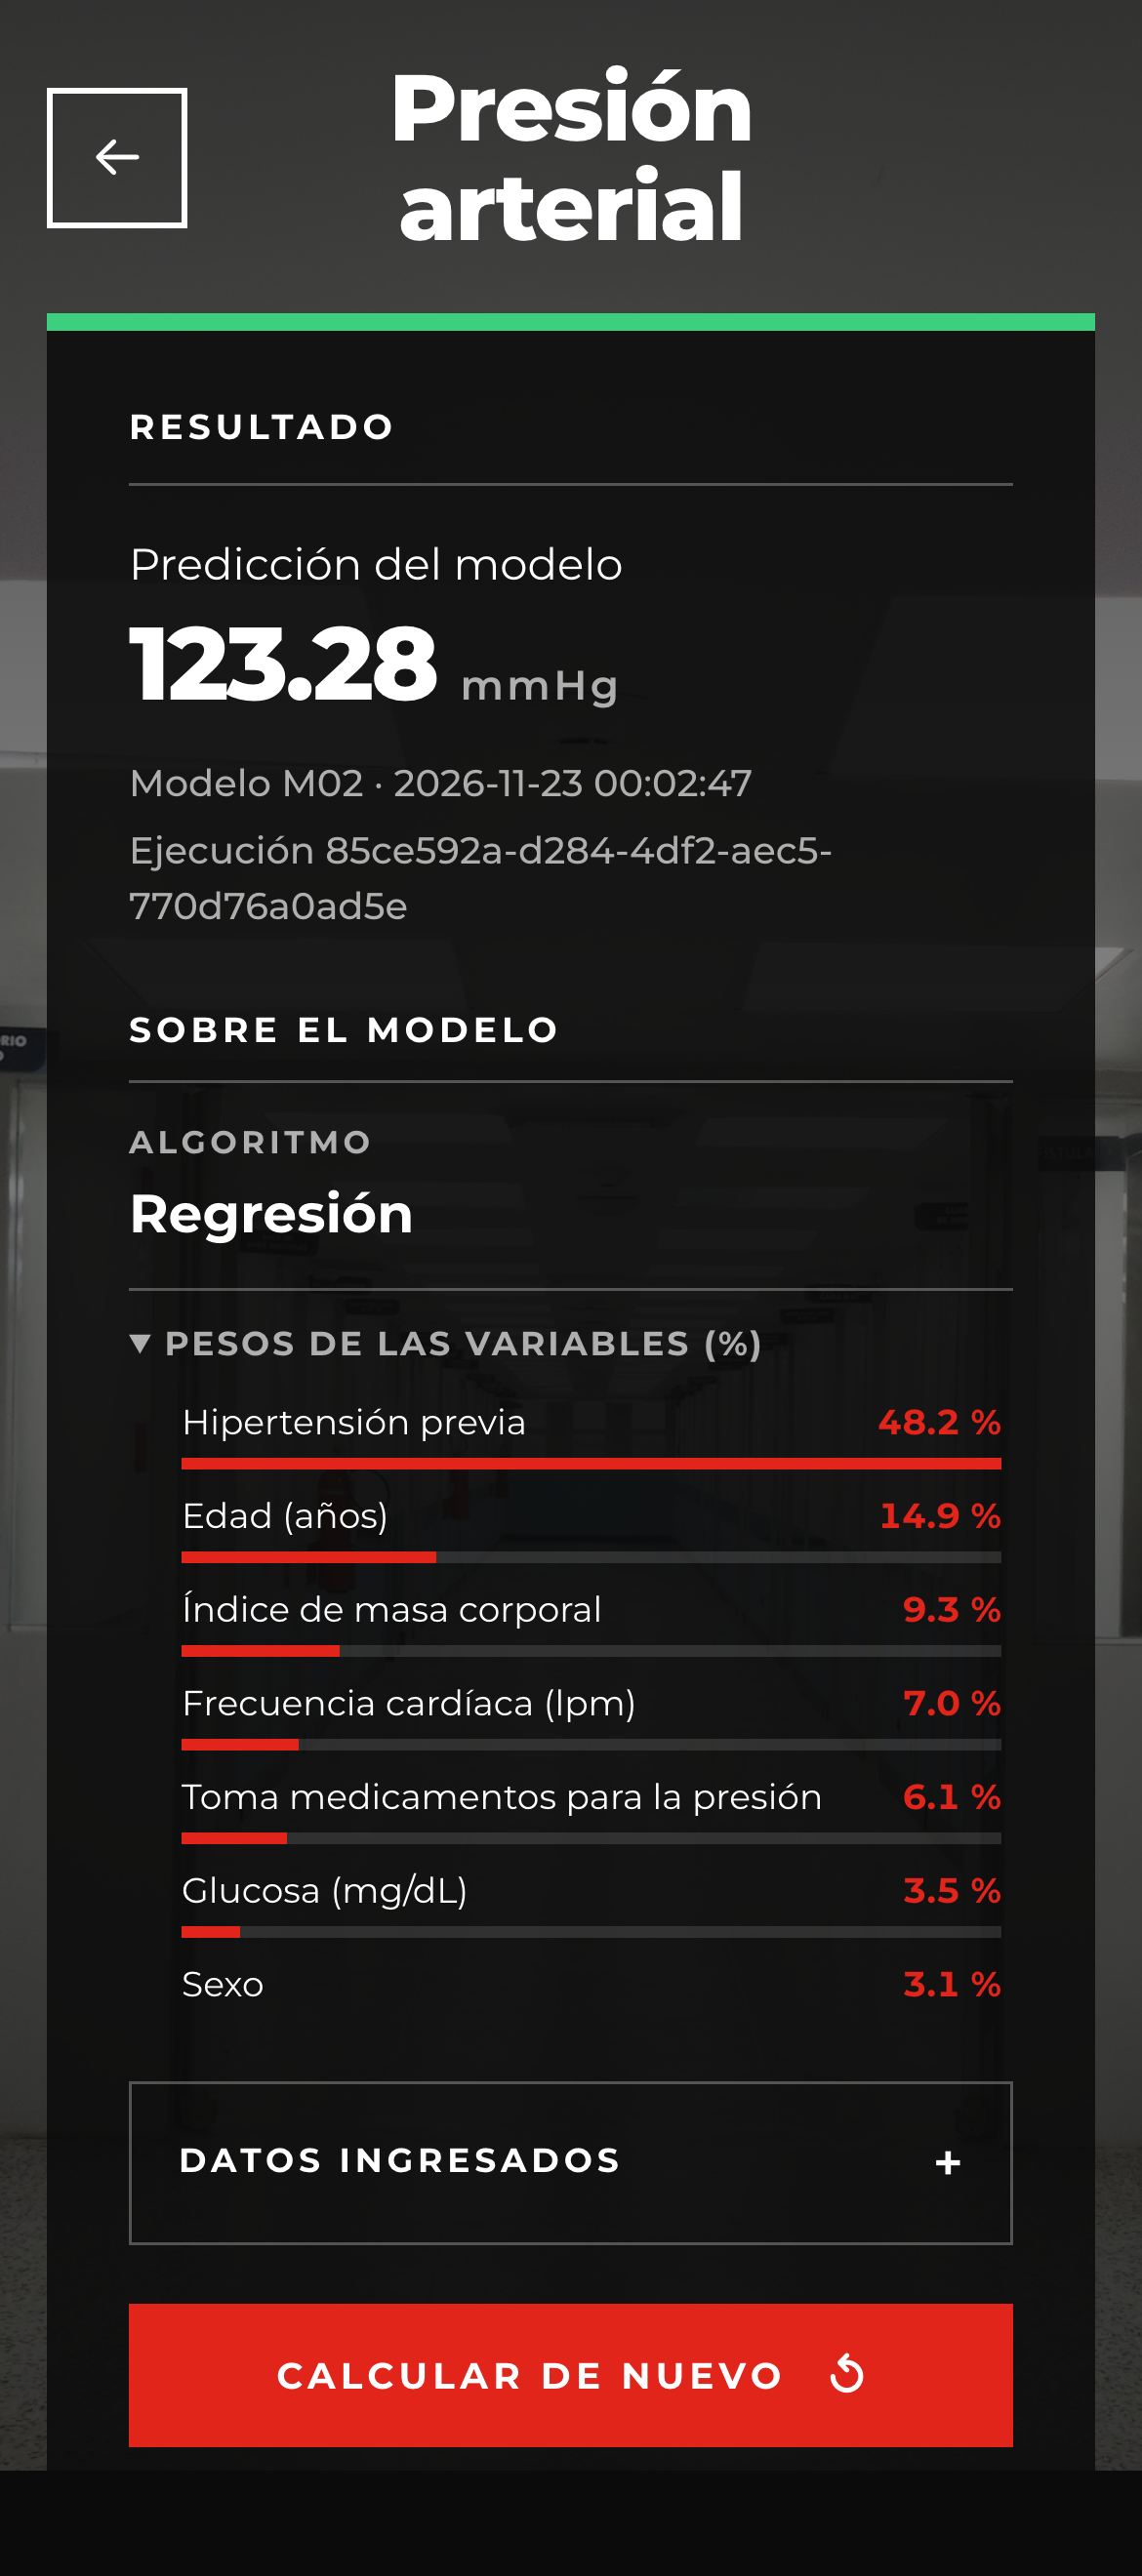 Presión
arterial
RESULTADO
Predicción del modelo
123.28 mmHg
Modelo M02 · 2026-11-23 00:02:47
Ejecución 85ce592a-d284-4df2-aec5-
770d76a0ad5e
SOBRE EL MODELO
RIO
ALGORITMO
Regresión
▼ PESOS DE LAS VARIABLES (%)
Hipertensión previa 48.2 %
Edad (años) 14.9 %
Índice de masa corporal 9.3 %
Frecuencia cardíaca (lpm) 7.0 %
Toma medicamentos para la presión 6.1 %
Glucosa (mg/dL) 3.5 %
Sexo 3.1 %
DATOS INGRESADOS +
CALCULAR DE NUEVO